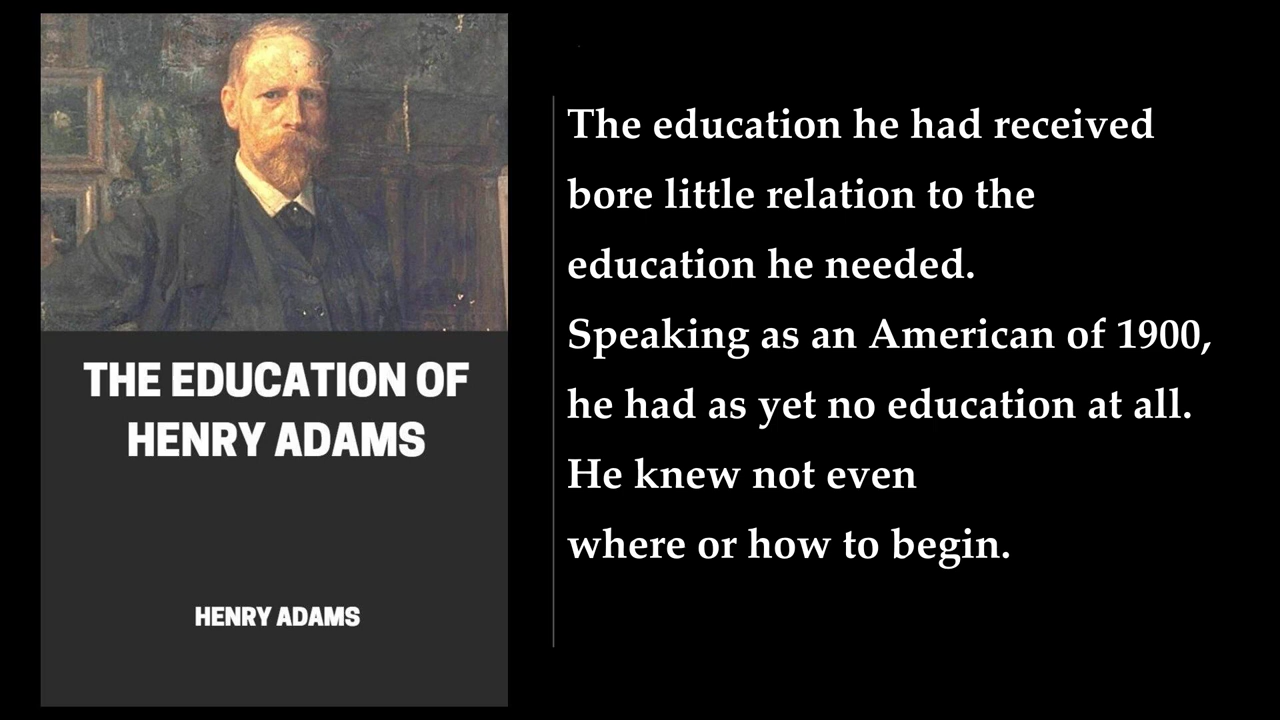 THE EDUCATION OF
HENRY ADAMS
HENRY ADAMS
The education he had received
bore little relation to the
education he needed.
Speaking as an American of 1900,
he had as yet no education at all.
He knew not even
where or how to begin.